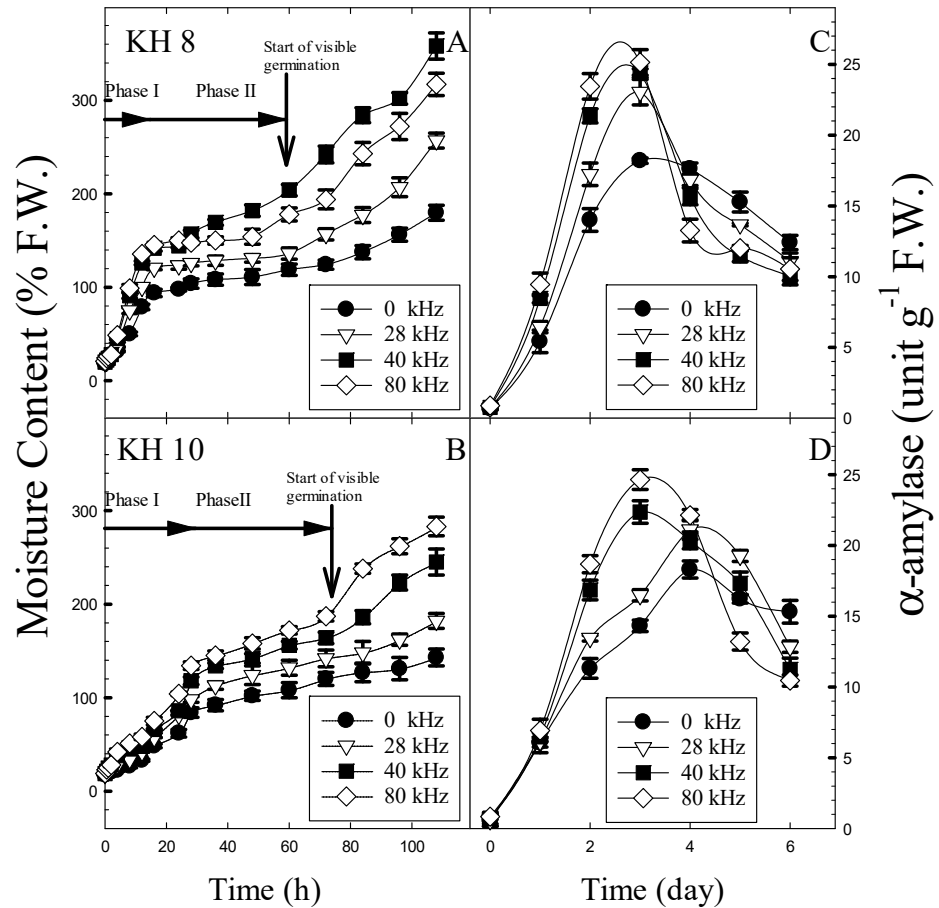 Moisture Content (% F.W.)
KH 8
A
Start of visible
germination
Phase I
Phase II
300
200
100
0
0 kHz
28 kHz
40 kHz
80 kHz
C
25
20
15
10
5
0
0 kHz
28 kHz
40 kHz
80 kHz
α-amylase (unit g⁻¹ F.W.)
KH 10
B
Start of visible
germination
Phase I
PhaseII
300
200
100
0
0 kHz
28 kHz
40 kHz
80 kHz
0 20 40 60 80 100
Time (h)
D
25
20
15
10
5
0
0 kHz
28 kHz
40 kHz
80 kHz
0 2 4 6
Time (day)